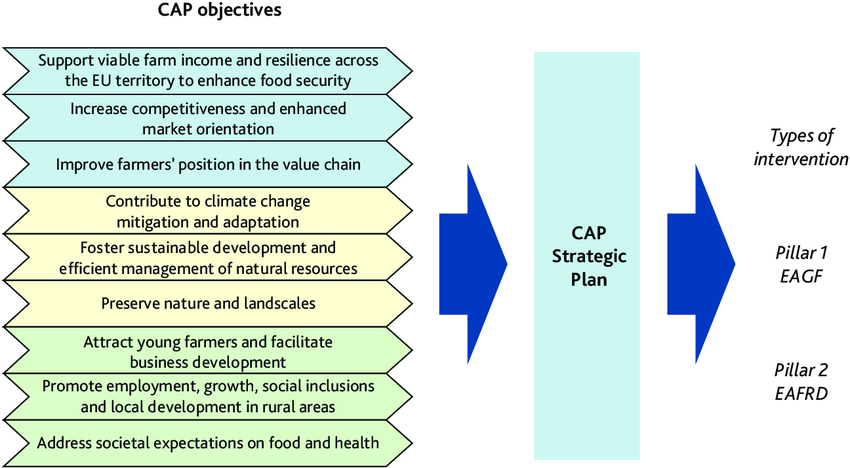 CAP objectives
Support viable farm income and resilience across
the EU territory to enhance food security
Increase competitiveness and enhanced
market orientation
Improve farmers' position in the value chain
Contribute to climate change
mitigation and adaptation
Foster sustainable development and
efficient management of natural resources
Preserve nature and landscales
Attract young farmers and facilitate
business development
Promote employment, growth, social inclusions
and local development in rural areas
Address societal expectations on food and health
CAP
Strategic
Plan
Types of
intervention
Pillar 1
EAGF
Pillar 2
EAFRD